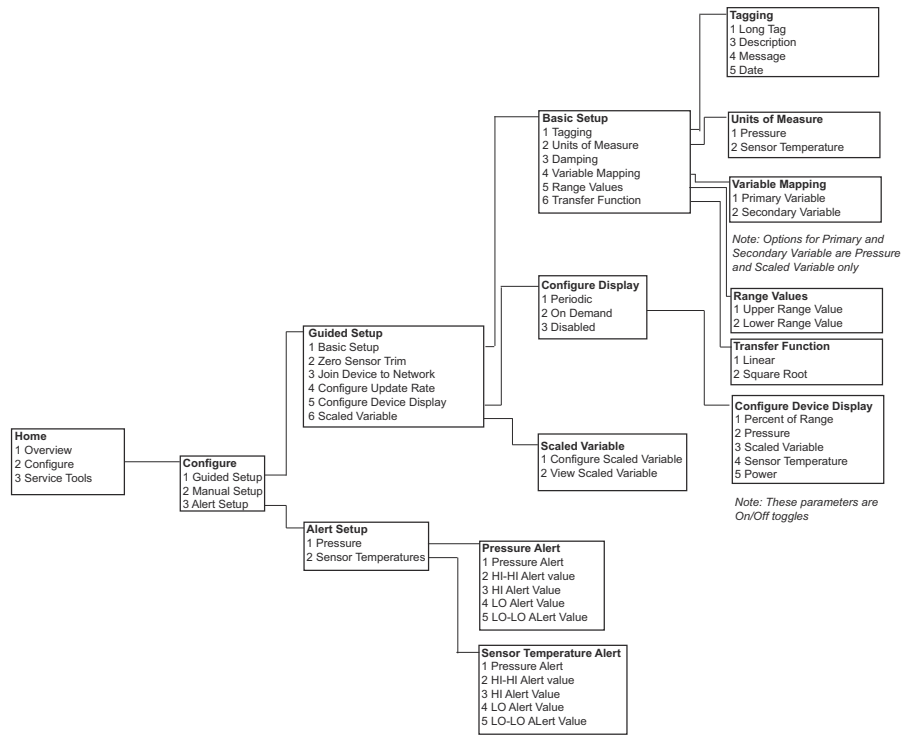 Home
1 Overview
2 Configure
3 Service Tools
Configure
1 Guided Setup
2 Manual Setup
3 Alert Setup
Guided Setup
1 Basic Setup
2 Zero Sensor Trim
3 Join Device to Network
4 Configure Update Rate
5 Configure Device Display
6 Scaled Variable
Alert Setup
1 Pressure
2 Sensor Temperatures
Basic Setup
1 Tagging
2 Units of Measure
3 Damping
4 Variable Mapping
5 Range Values
6 Transfer Function
Configure Display
1 Periodic
2 On Demand
3 Disabled
Scaled Variable
1 Configure Scaled Variable
2 View Scaled Variable
Pressure Alert
1 Pressure Alert
2 HI-HI Alert value
3 HI Alert Value
4 LO Alert Value
5 LO-LO ALert Value
Sensor Temperature Alert
1 Pressure Alert
2 HI-HI Alert value
3 HI Alert Value
4 LO Alert Value
5 LO-LO ALert Value
Tagging
1 Long Tag
3 Description
4 Message
5 Date
Units of Measure
1 Pressure
2 Sensor Temperature
Variable Mapping
1 Primary Variable
2 Secondary Variable
Note: Options for Primary and
Secondary Variable are Pressure
and Scaled Variable only
Range Values
1 Upper Range Value
2 Lower Range Value
Transfer Function
1 Linear
2 Square Root
Configure Device Display
1 Percent of Range
2 Pressure
3 Scaled Variable
4 Sensor Temperature
5 Power
Note: These parameters are
On/Off toggles